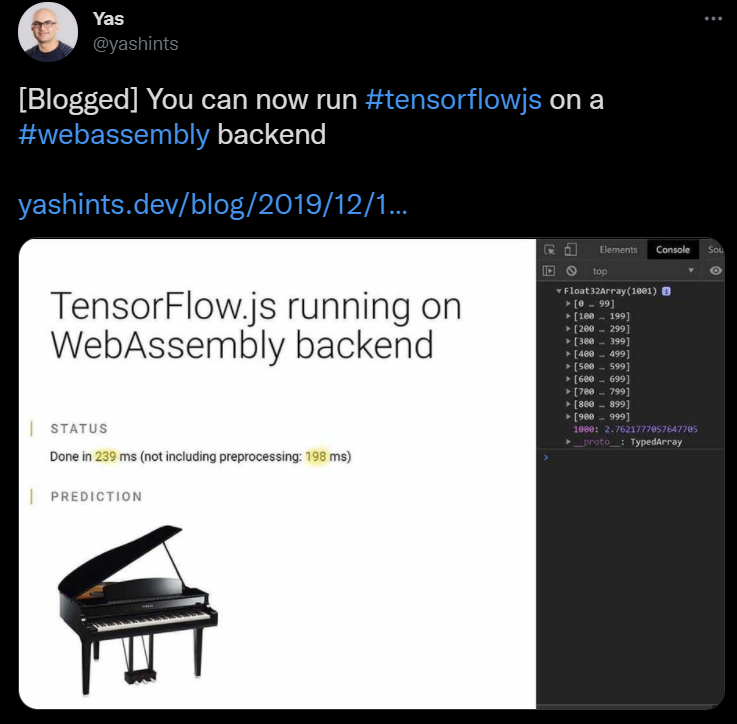 Yas
@yashints
[Blogged] You can now run #tensorflowjs on a
#webassembly backend
yashints.dev/blog/2019/12/1...
TensorFlow.js running on
WebAssembly backend
STATUS
Done in 239 ms (not including preprocessing: 198 ms)
PREDICTION
YAMAHA
Elements Console Sou
top
Float32Array(1001)
[0 … 99]
[100 … 199]
[200 … 299]
[300 … 399]
[400 … 499]
[500 … 599]
[600 … 699]
[700 … 799]
[800 … 899]
[900 … 999]
1000: 2.7621777057647705
__proto__: TypedArray